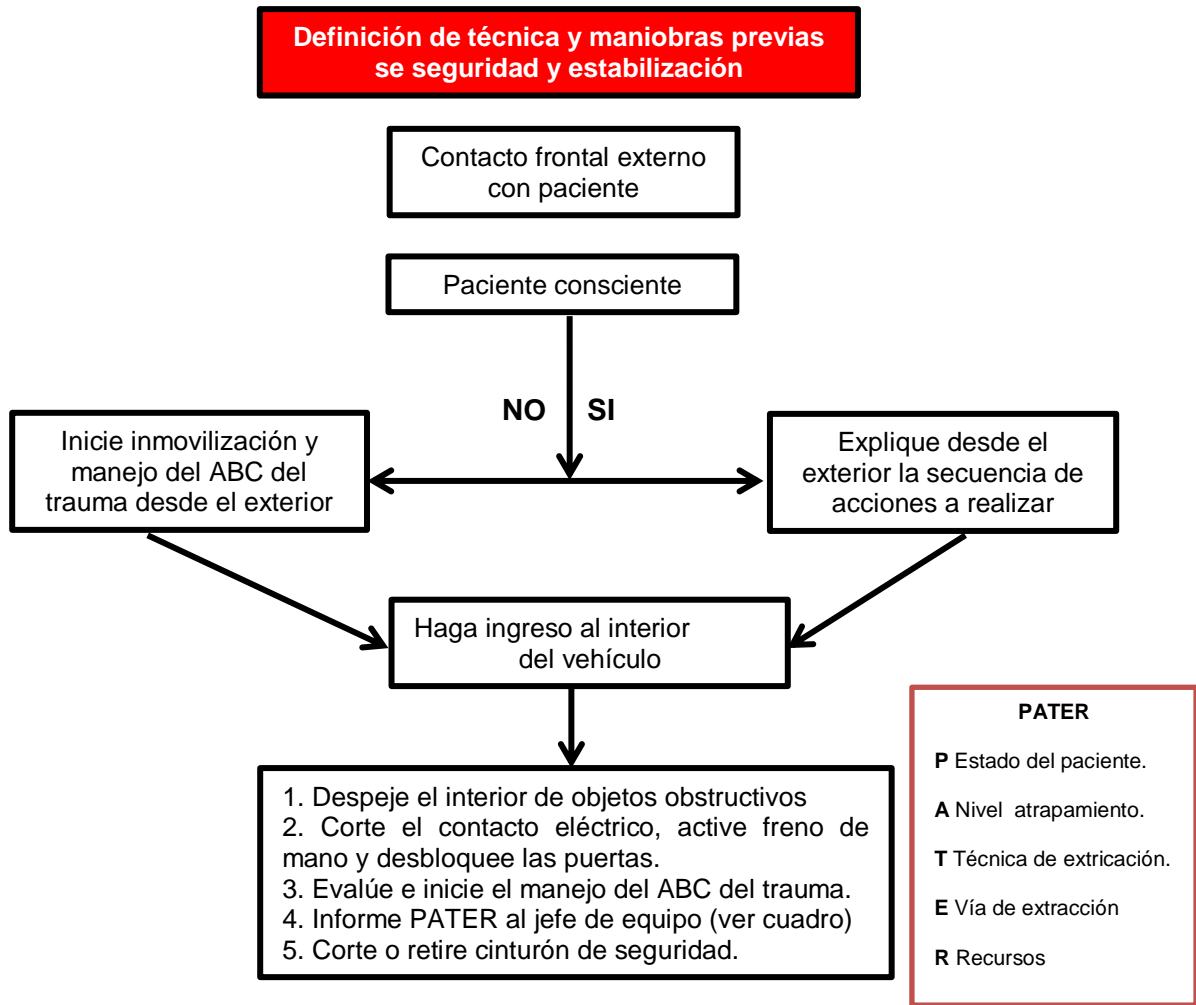 Definición de técnica y maniobras previas
se seguridad y estabilización
Contacto frontal externo
con paciente
Paciente consciente
NO SI
Inicie inmovilización y
manejo del ABC del
trauma desde el exterior
Explique desde el
exterior la secuencia de
acciones a realizar
Haga ingreso al interior
del vehículo
1. Despeje el interior de objetos obstructivos
2. Corte el contacto eléctrico, active freno de
mano y desbloquee las puertas.
3. Evalúe e inicie el manejo del ABC del trauma.
4. Informe PATER al jefe de equipo (ver cuadro)
5. Corte o retire cinturón de seguridad.
PATER
P Estado del paciente.
A Nivel atrapamiento.
T Técnica de extricación.
E Vía de extracción
R Recursos